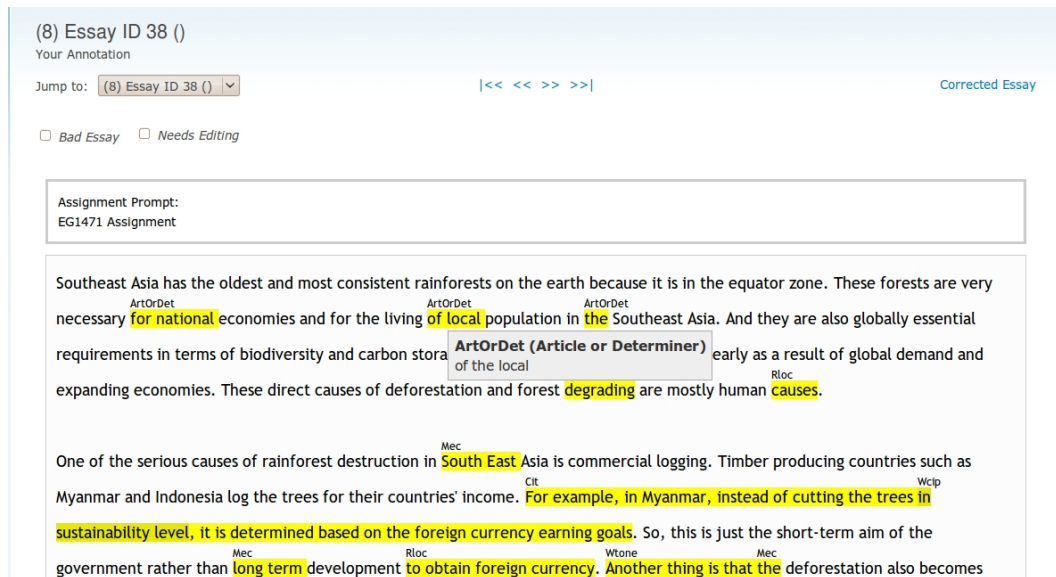 (8) Essay ID 38 ()
Your Annotation
Jump to: (8) Essay ID 38 () |<< << >> >>| Corrected Essay
Bad Essay Needs Editing
Assignment Prompt:
EG1471 Assignment
Southeast Asia has the oldest and most consistent rainforests on the earth because it is in the equator zone. These forests are very
ArtOrDet ArtOrDet ArtOrDet
necessary for national economies and for the living of local population in the Southeast Asia. And they are also globally essential
requirements in terms of biodiversity and carbon stora ArtOrDet (Article or Determiner) early as a result of global demand and
of the local
Rloc
expanding economies. These direct causes of deforestation and forest degrading are mostly human causes.
Mec
One of the serious causes of rainforest destruction in South East Asia is commercial logging. Timber producing countries such as
Cit Wcip
Myanmar and Indonesia log the trees for their countries' income. For example, in Myanmar, instead of cutting the trees in
sustainability level, it is determined based on the foreign currency earning goals. So, this is just the short-term aim of the
Mec Rloc Wtone Mec
government rather than long term development to obtain foreign currency. Another thing is that the deforestation also becomes